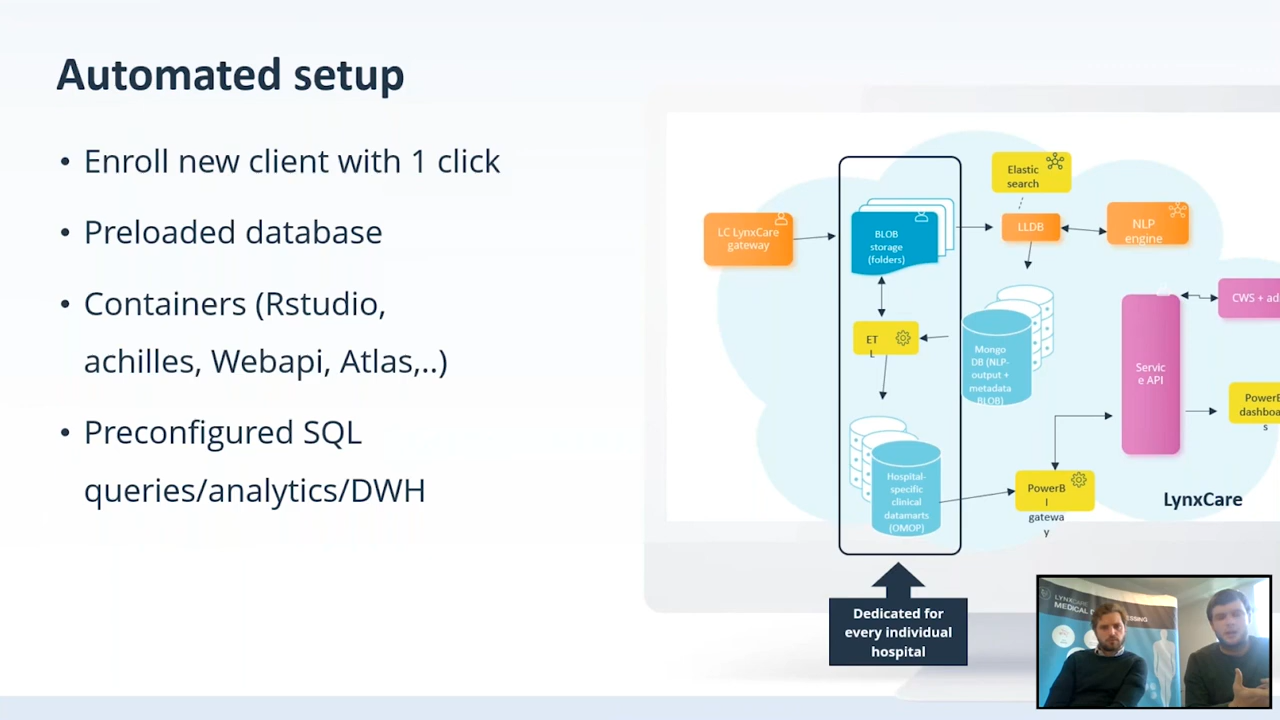 Automated setup
• Enroll new client with 1 click
• Preloaded database
• Containers (Rstudio,
achilles, Webapi, Atlas,..)
• Preconfigured SQL
queries/analytics/DWH
LC LynxCare
gateway
BLOB
storage
(folders)
Elastic
search
LLDB
NLP
engine
ET
L
Mongo
DB (NLP-
output +
metadata
BLOB)
Hospital-
specific
clinical
datamarts
(OMOP)
PowerB
I
gatewa
y
Servic
e API
CWS + ad
PowerB
dashboa
s
LynxCare
Dedicated for
every individual
hospital
LYNXCARE
MEDICAL D
SSING